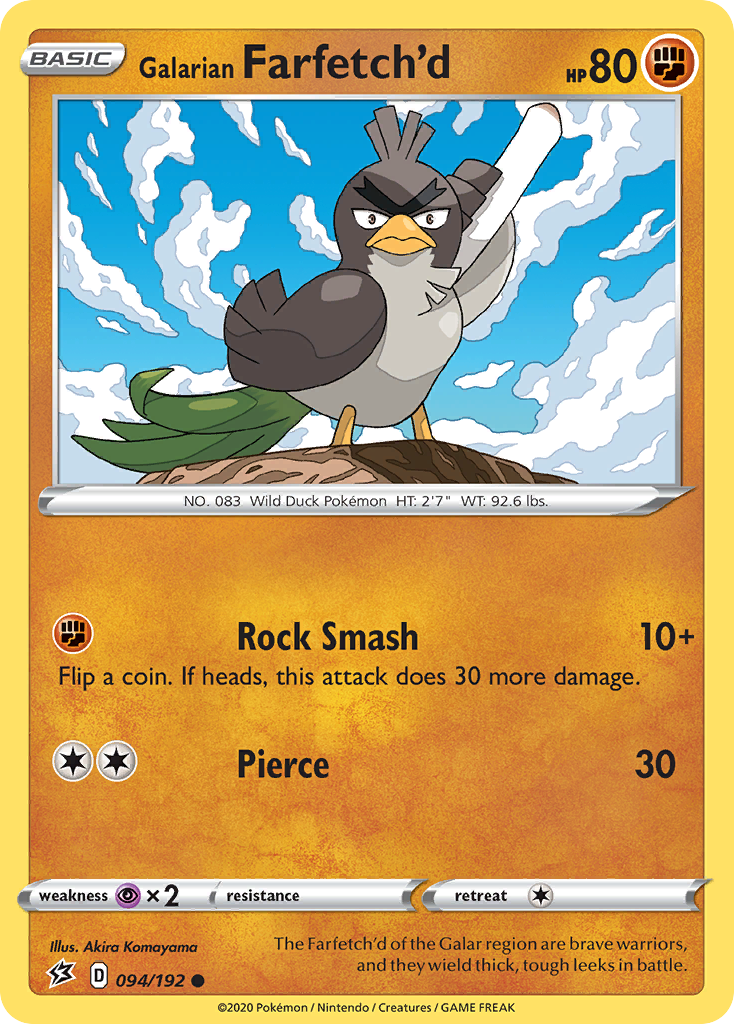 BASIC Galarian Farfetch'd HP 80
NO. 083 Wild Duck Pokémon HT: 2'7" WT: 92.6 lbs.
Rock Smash 10+
Flip a coin. If heads, this attack does 30 more damage.
Pierce 30
weakness ×2 resistance retreat
Illus. Akira Komayama
The Farfetch'd of the Galar region are brave warriors,
and they wield thick, tough leeks in battle.
D 094/192
©2020 Pokémon / Nintendo / Creatures / GAME FREAK